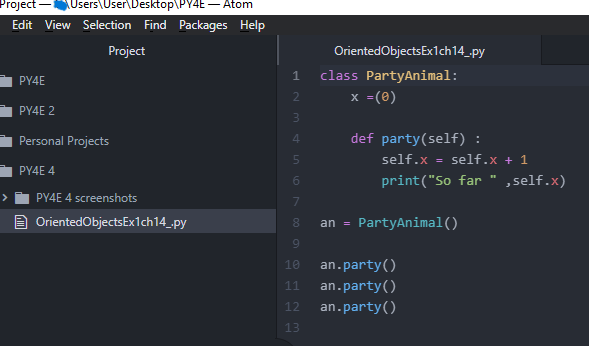 Project — \Users\User\Desktop\PY4E — Atom
Edit View Selection Find Packages Help
Project
PY4E
PY4E 2
Personal Projects
PY4E 4
PY4E 4 screenshots
OrientedObjectsEx1ch14_.py
OrientedObjectsEx1ch14_.py
1 class PartyAnimal:
2     x =(0)
3
4     def party(self) :
5         self.x = self.x + 1
6         print("So far " ,self.x)
7
8 an = PartyAnimal()
9
10 an.party()
11 an.party()
12 an.party()
13